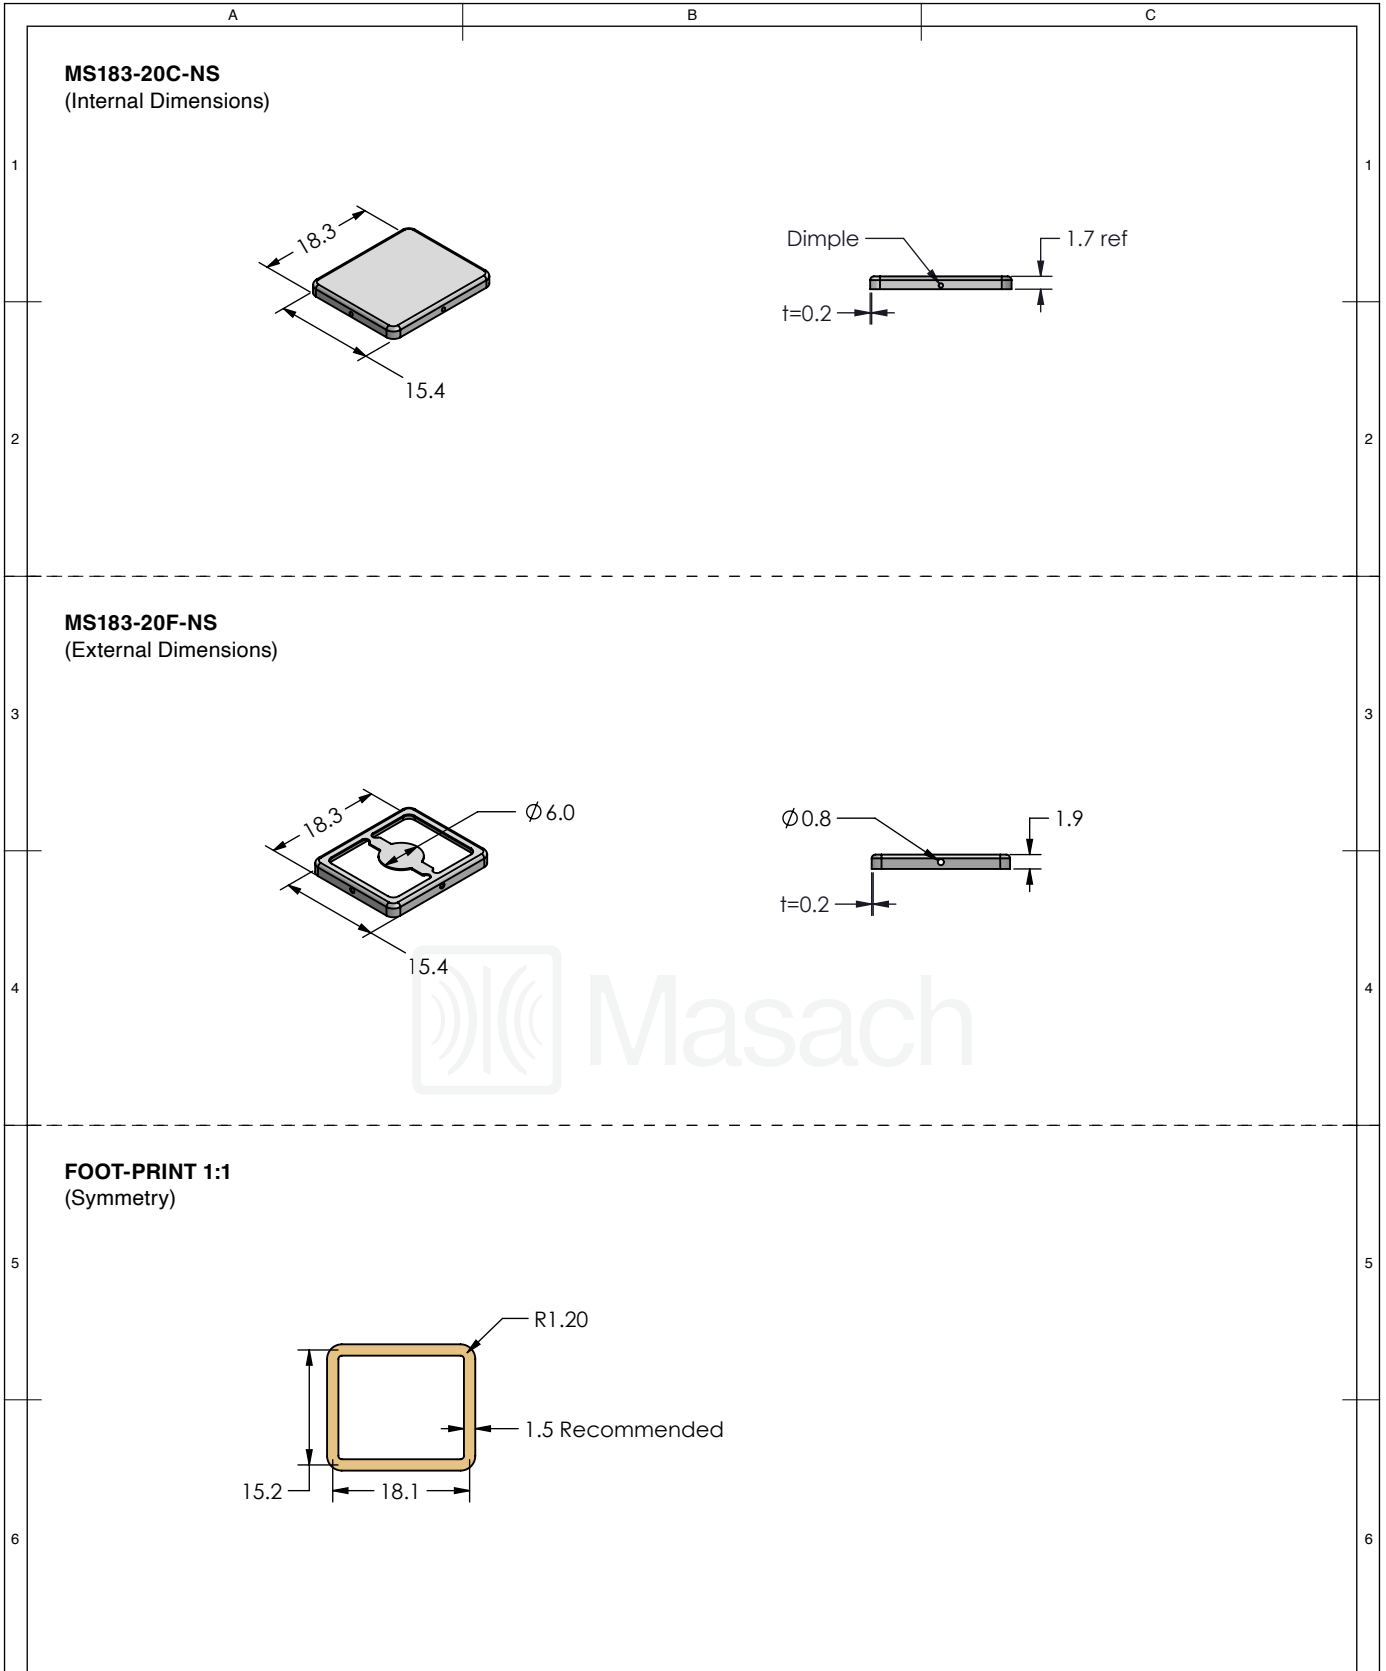 A B C
MS183-20C-NS
(Internal Dimensions)
1 1
18.3
15.4
Dimple
1.7 ref
t=0.2
2 2
MS183-20F-NS
(External Dimensions)
3 3
18.3
Ø6.0
15.4
Ø0.8
1.9
t=0.2
Masach
4 4
FOOT-PRINT 1:1
(Symmetry)
5 5
R1.20
1.5 Recommended
15.2
18.1
6 6